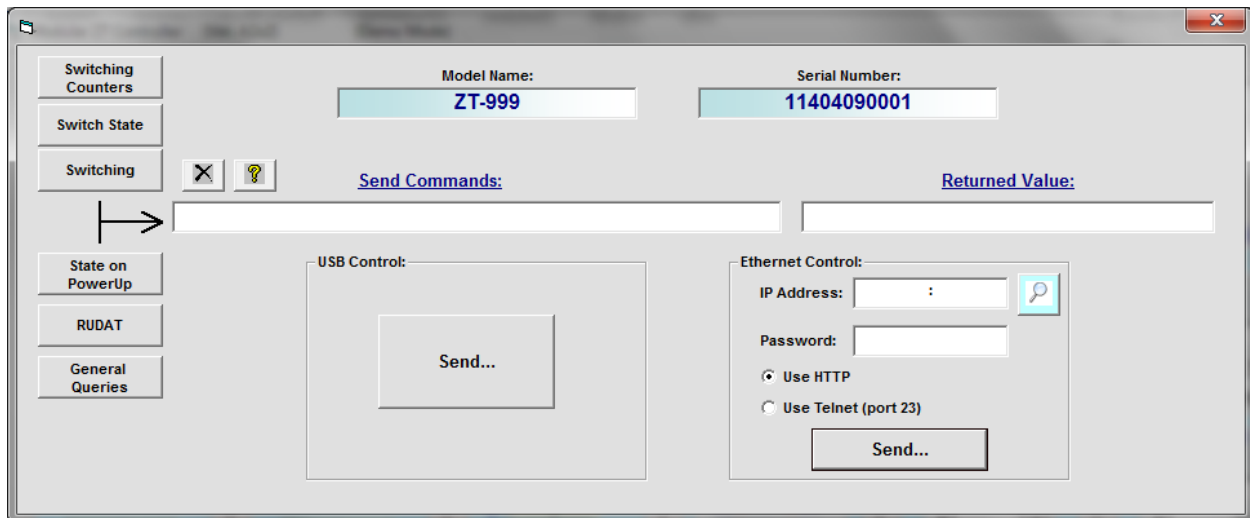 Switching
Counters
Model Name:
Serial Number:
ZT-999
11404090001
Switch State
Switching
?
Send Commands:
Returned Value:
State on
PowerUp
USB Control:
Ethernet Control:
IP Address:
:
RUDAT
Password:
Send...
General
Queries
Use HTTP
Use Telnet (port 23)
Send...